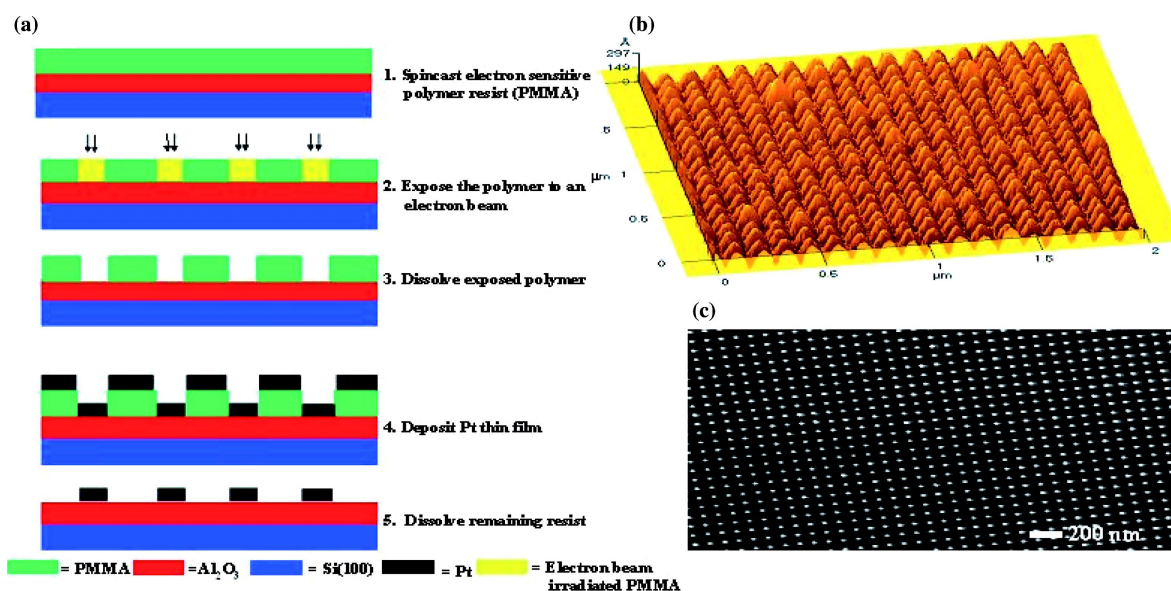 (a)
1. Spincast electron sensitive
polymer resist (PMMA)
2. Expose the polymer to an
electron beam
3. Dissolve exposed polymer
4. Deposit Pt thin film
5. Dissolve remaining resist
= PMMA
=Al2O3
= Si(100)
= Pt
= Electron beam
irradiated PMMA
(b)
Å
297
149
0
.5
1
µm
0.5
0
0
0.5
1
µm
1.5
2
(c)
200 nm